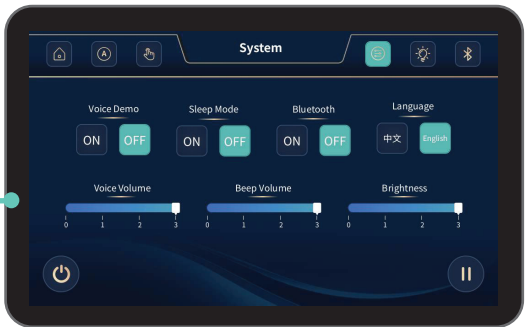 System
Voice Demo Sleep Mode Bluetooth Language
ON OFF ON OFF ON OFF 中文 English
Voice Volume Beep Volume Brightness
0 1 2 3 0 1 2 3 0 1 2 3